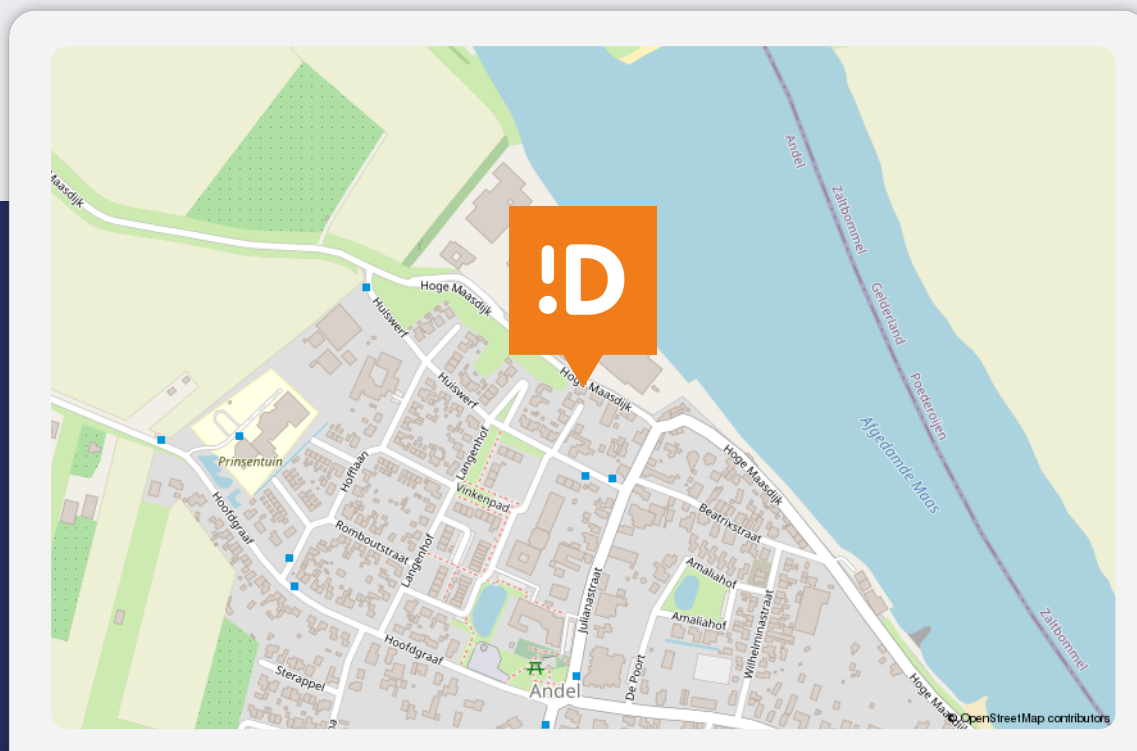 Andel
Zaltbommel
Maasdijk
Gelderland
Hoge Maasdijk
!D
Huiswerf
Poederoijen
Hoge Maasdijk
Huiswerf
Afgedamde Maas
Langenhof
Hoge Maasdijk
Hofflaan
Prinsentuin
Vinkenpad
Hoofdgraaf
Beatrixstraat
Romboutstraat
Langenhof
Amaliahof
Julianastraat
Amaliahof
Wilhelminastraat
Zaltbommel
Hoofdgraaf
De Poort
Sterappel
Andel
Hoge Maasdijk
© OpenStreetMap contributors